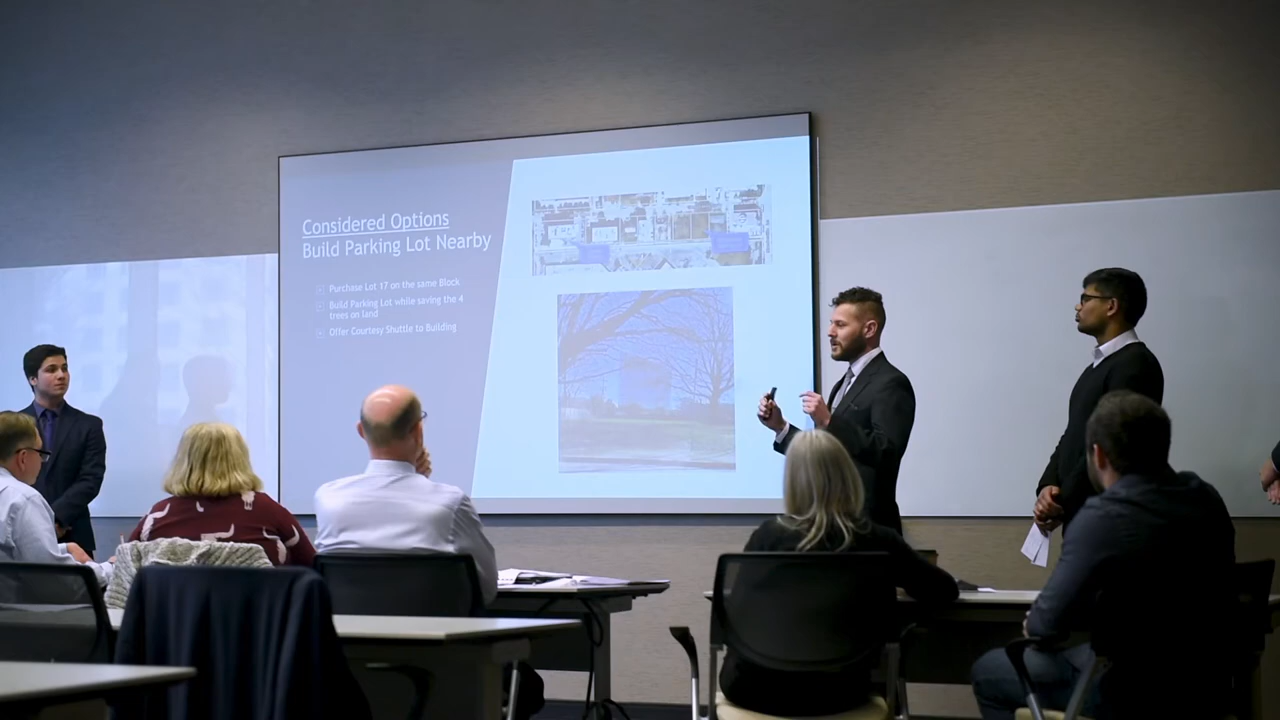 Considered Options
Build Parking Lot Nearby
Purchase Lot 17 on the same Block
Build Parking Lot while saving the 4
trees on land
Offer Courtesy Shuttle to Building